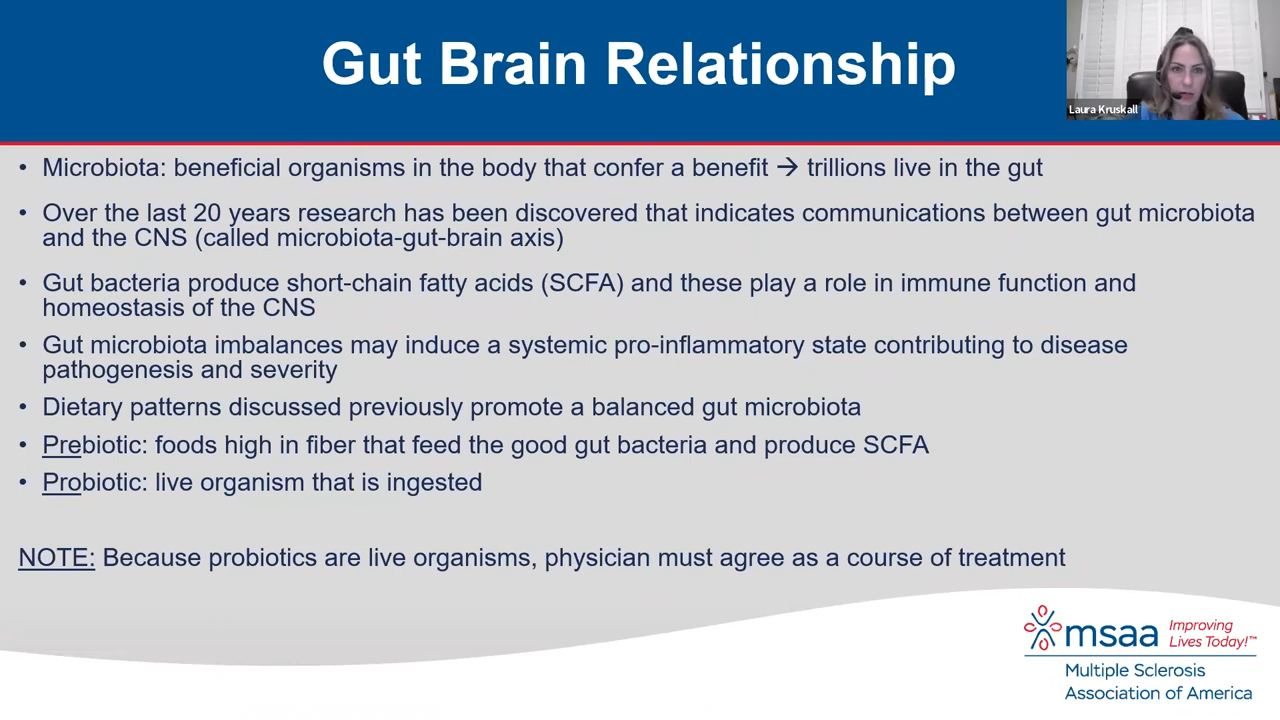 Gut Brain Relationship
Laura Kruskall
• Microbiota: beneficial organisms in the body that confer a benefit → trillions live in the gut
• Over the last 20 years research has been discovered that indicates communications between gut microbiota
and the CNS (called microbiota-gut-brain axis)
• Gut bacteria produce short-chain fatty acids (SCFA) and these play a role in immune function and
homeostasis of the CNS
• Gut microbiota imbalances may induce a systemic pro-inflammatory state contributing to disease
pathogenesis and severity
• Dietary patterns discussed previously promote a balanced gut microbiota
• Prebiotic: foods high in fiber that feed the good gut bacteria and produce SCFA
• Probiotic: live organism that is ingested
NOTE: Because probiotics are live organisms, physician must agree as a course of treatment
msaa
Improving
Lives Today!™
Multiple Sclerosis
Association of America